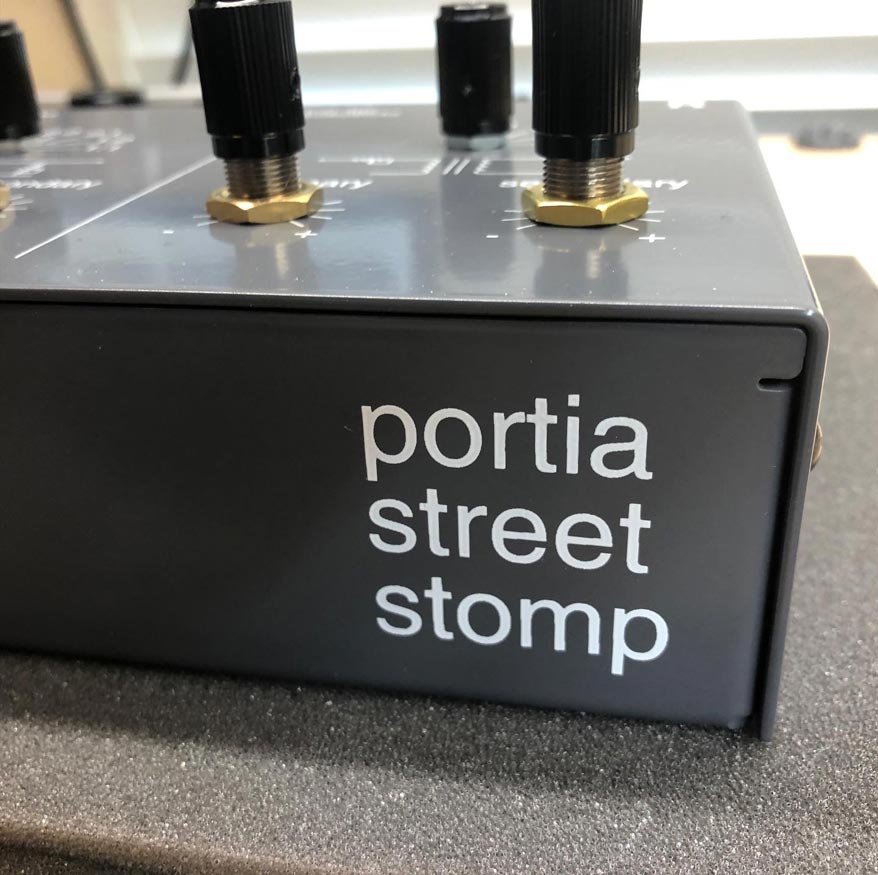 - +
- +
portia
street
stomp